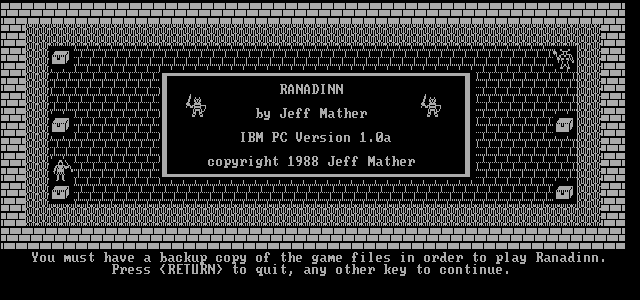 RANADINN
by Jeff Mather
IBM PC Version 1.0a
copyright 1988 Jeff Mather
You must have a backup copy of the game files in order to play Ranadinn.
Press <RETURN> to quit, any other key to continue.